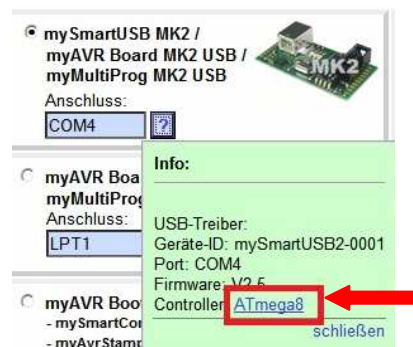 mySmartUSB MK2 /
myAVR Board MK2 USB /
myMultiProg MK2 USB
MK2
Anschluss:
COM4
?
Info:
myAVR Boa
myMultiProg
Anschluss:
LPT1
USB-Treiber:
Geräte-ID: mySmartUSB2-0001
Port: COM4
Firmware: V2.5
Controller: ATmega8
schließen
myAVR Boo
- mySmartCon
- myAvrStamp